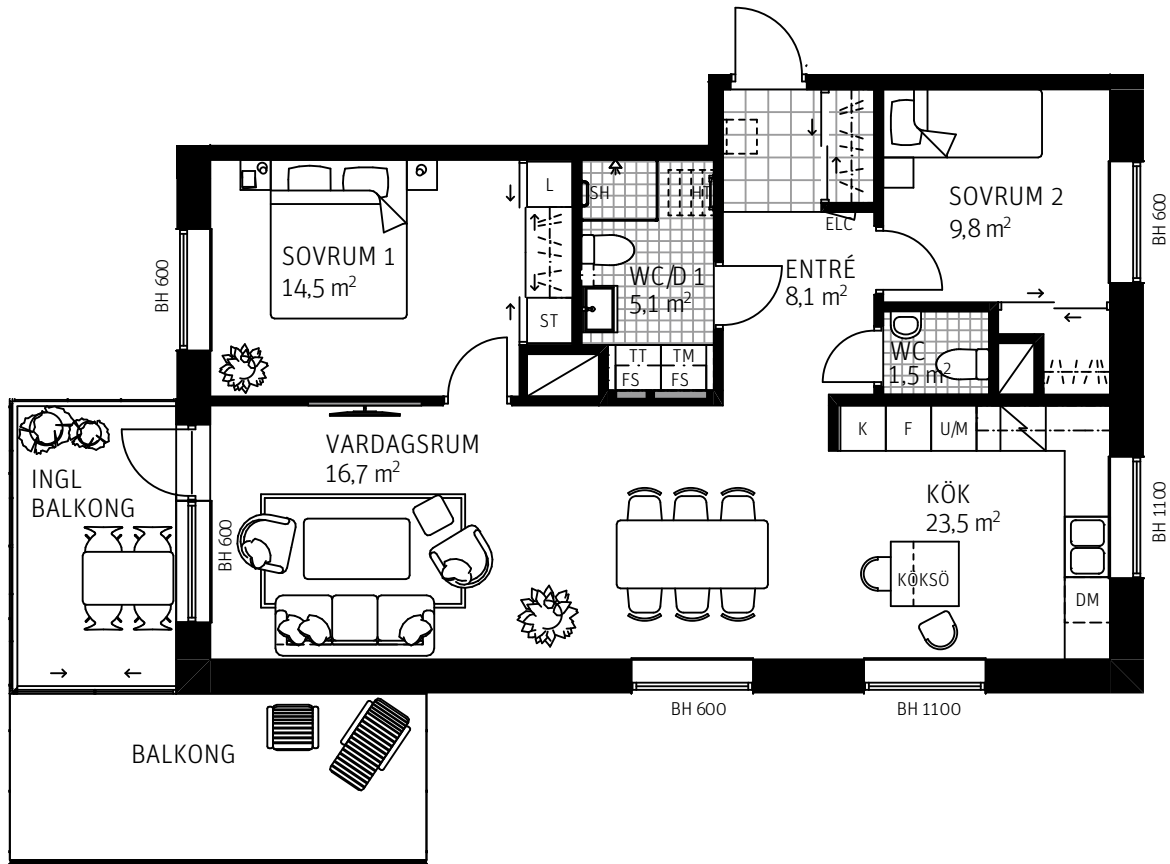 SOVRUM 1
14,5 m²
BH 600
L
ST
SH
HT
WC/D 1
5,1 m²
TT
TM
FS
FS
ELC
ENTRÉ
8,1 m²
SOVRUM 2
9,8 m²
BH 600
WC
1,5 m²
VARDAGSRUM
16,7 m²
INGL
BALKONG
BH 600
K
F
U/M
KÖK
23,5 m²
BH 1100
KÖKSÖ
DM
BH 600
BH 1100
BALKONG